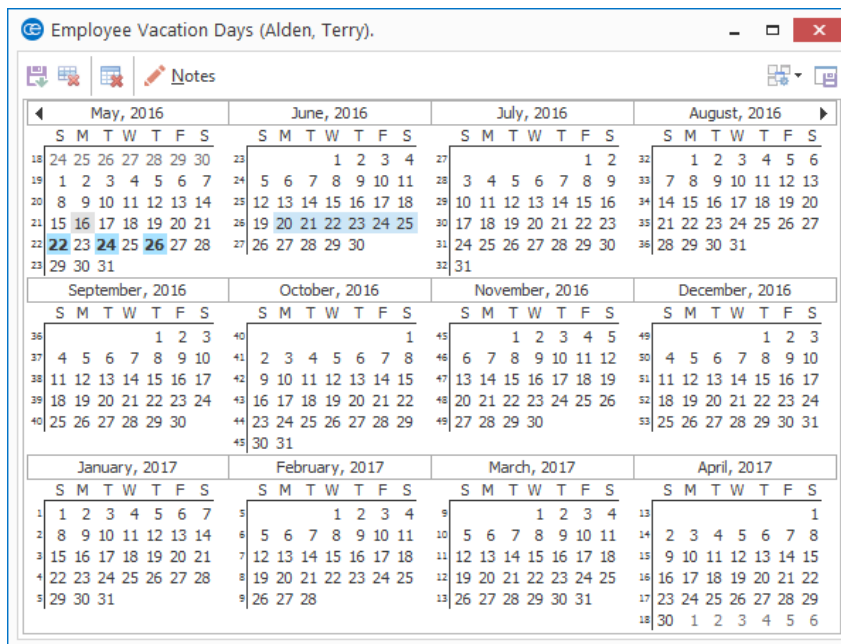 Employee Vacation Days (Alden, Terry).
Notes
May, 2016 June, 2016 July, 2016 August, 2016
S M T W T F S S M T W T F S S M T W T F S S M T W T F S
18 24 25 26 27 28 29 30 23 1 2 3 4 27 1 2 32 1 2 3 4 5 6
19 1 2 3 4 5 6 7 24 5 6 7 8 9 10 11 28 3 4 5 6 7 8 9 33 7 8 9 10 11 12 13
20 8 9 10 11 12 13 14 25 12 13 14 15 16 17 18 29 10 11 12 13 14 15 16 34 14 15 16 17 18 19 20
21 15 16 17 18 19 20 21 26 19 20 21 22 23 24 25 30 17 18 19 20 21 22 23 35 21 22 23 24 25 26 27
22 22 23 24 25 26 27 28 27 26 27 28 29 30 31 24 25 26 27 28 29 30 36 28 29 30 31
23 29 30 31 32 31
September, 2016 October, 2016 November, 2016 December, 2016
S M T W T F S S M T W T F S S M T W T F S S M T W T F S
36 1 2 3 40 1 45 1 2 3 4 5 49 1 2 3
37 4 5 6 7 8 9 10 41 2 3 4 5 6 7 8 46 6 7 8 9 10 11 12 50 4 5 6 7 8 9 10
38 11 12 13 14 15 16 17 42 9 10 11 12 13 14 15 47 13 14 15 16 17 18 19 51 11 12 13 14 15 16 17
39 18 19 20 21 22 23 24 43 16 17 18 19 20 21 22 48 20 21 22 23 24 25 26 52 18 19 20 21 22 23 24
40 25 26 27 28 29 30 44 23 24 25 26 27 28 29 49 27 28 29 30 53 25 26 27 28 29 30 31
45 30 31
January, 2017 February, 2017 March, 2017 April, 2017
S M T W T F S S M T W T F S S M T W T F S S M T W T F S
1 1 2 3 4 5 6 7 5 1 2 3 4 9 1 2 3 4 13 1
2 8 9 10 11 12 13 14 6 5 6 7 8 9 10 11 10 5 6 7 8 9 10 11 14 2 3 4 5 6 7 8
3 15 16 17 18 19 20 21 7 12 13 14 15 16 17 18 11 12 13 14 15 16 17 18 15 9 10 11 12 13 14 15
4 22 23 24 25 26 27 28 8 19 20 21 22 23 24 25 12 19 20 21 22 23 24 25 16 16 17 18 19 20 21 22
5 29 30 31 9 26 27 28 13 26 27 28 29 30 31 17 23 24 25 26 27 28 29
18 30 1 2 3 4 5 6